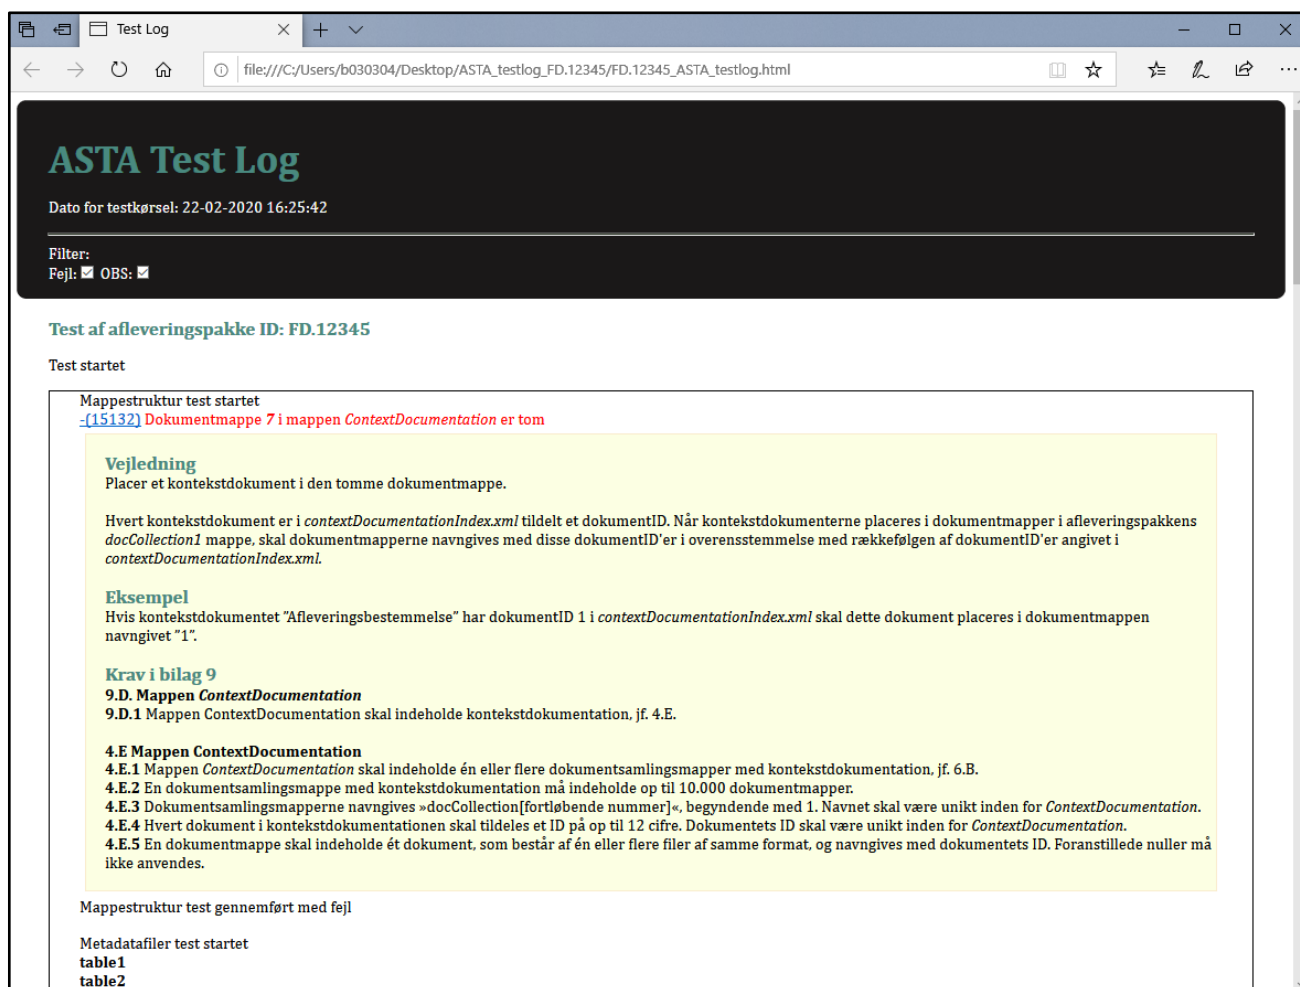 Test Log
file:///C:/Users/b030304/Desktop/ASTA_testlog_FD.12345/FD.12345_ASTA_testlog.html
ASTA Test Log
Dato for testkørsel: 22-02-2020 16:25:42
Filter:
Fejl: OBS:
Test af afleveringspakke ID: FD.12345
Test startet
Mappestruktur test startet
-(15132) Dokumentmappe 7 i mappen ContextDocumentation er tom
Vejledning
Placer et kontekstdokument i den tomme dokumentmappe.
Hvert kontekstdokument er i contextDocumentationIndex.xml tildelt et dokumentID. Når kontekstdokumenterne placeres i dokumentmapper i afleveringspakkens
docCollection1 mappe, skal dokumentmapperne navngives med disse dokumentID'er i overensstemmelse med rækkefølgen af dokumentID'er angivet i
contextDocumentationIndex.xml.
Eksempel
Hvis kontekstdokumentet "Afleveringsbestemmelse" har dokumentID 1 i contextDocumentationIndex.xml skal dette dokument placeres i dokumentmappen
navngivet "1".
Krav i bilag 9
9.D. Mappen ContextDocumentation
9.D.1 Mappen ContextDocumentation skal indeholde kontekstdokumentation, jf. 4.E.
4.E Mappen ContextDocumentation
4.E.1 Mappen ContextDocumentation skal indeholde én eller flere dokumentsamlingsmapper med kontekstdokumentation, jf. 6.B.
4.E.2 En dokumentsamlingsmappe med kontekstdokumentation må indeholde op til 10.000 dokumentmapper.
4.E.3 Dokumentsamlingsmapperne navngives »docCollection[fortløbende nummer]«, begyndende med 1. Navnet skal være unikt inden for ContextDocumentation.
4.E.4 Hvert dokument i kontekstdokumentationen skal tildeles et ID på op til 12 cifre. Dokumentets ID skal være unikt inden for ContextDocumentation.
4.E.5 En dokumentmappe skal indeholde ét dokument, som består af én eller flere filer af samme format, og navngives med dokumentets ID. Foranstillede nuller må
ikke anvendes.
Mappestruktur test gennemført med fejl
Metadatafiler test startet
table1
table2